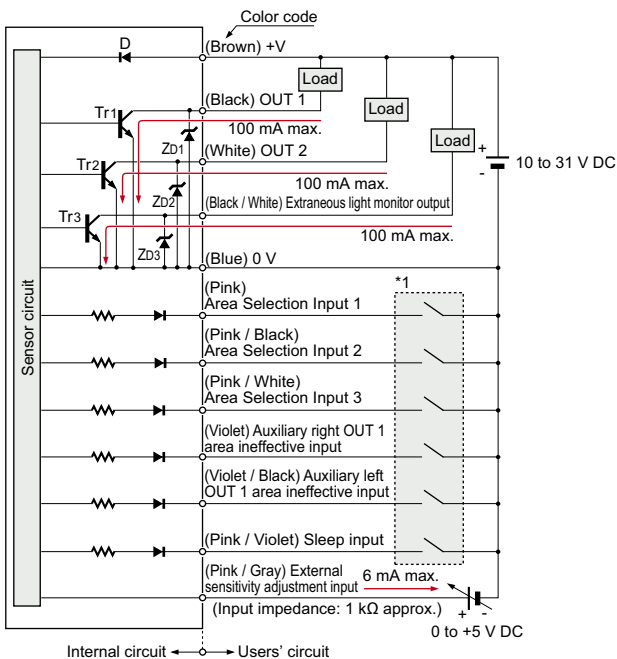 Color code
D
(Brown) +V
Load
(Black) OUT 1
Tr1
100 mA max.
Load
ZD1
(White) OUT 2
Load
+
10 to 31 V DC
-
Tr2
100 mA max.
ZD2
(Black / White) Extraneous light monitor output
Tr3
100 mA max.
ZD3
(Blue) 0 V
*1
Sensor circuit
(Pink)
Area Selection Input 1
(Pink / Black)
Area Selection Input 2
(Pink / White)
Area Selection Input 3
(Violet) Auxiliary right OUT 1
area ineffective input
(Violet / Black) Auxiliary left
OUT 1 area ineffective input
(Pink / Violet) Sleep input
(Pink / Gray) External
sensitivity adjustment input
6 mA max.
(Input impedance: 1 kΩ approx.)
+ -
0 to +5 V DC
Internal circuit
Users' circuit